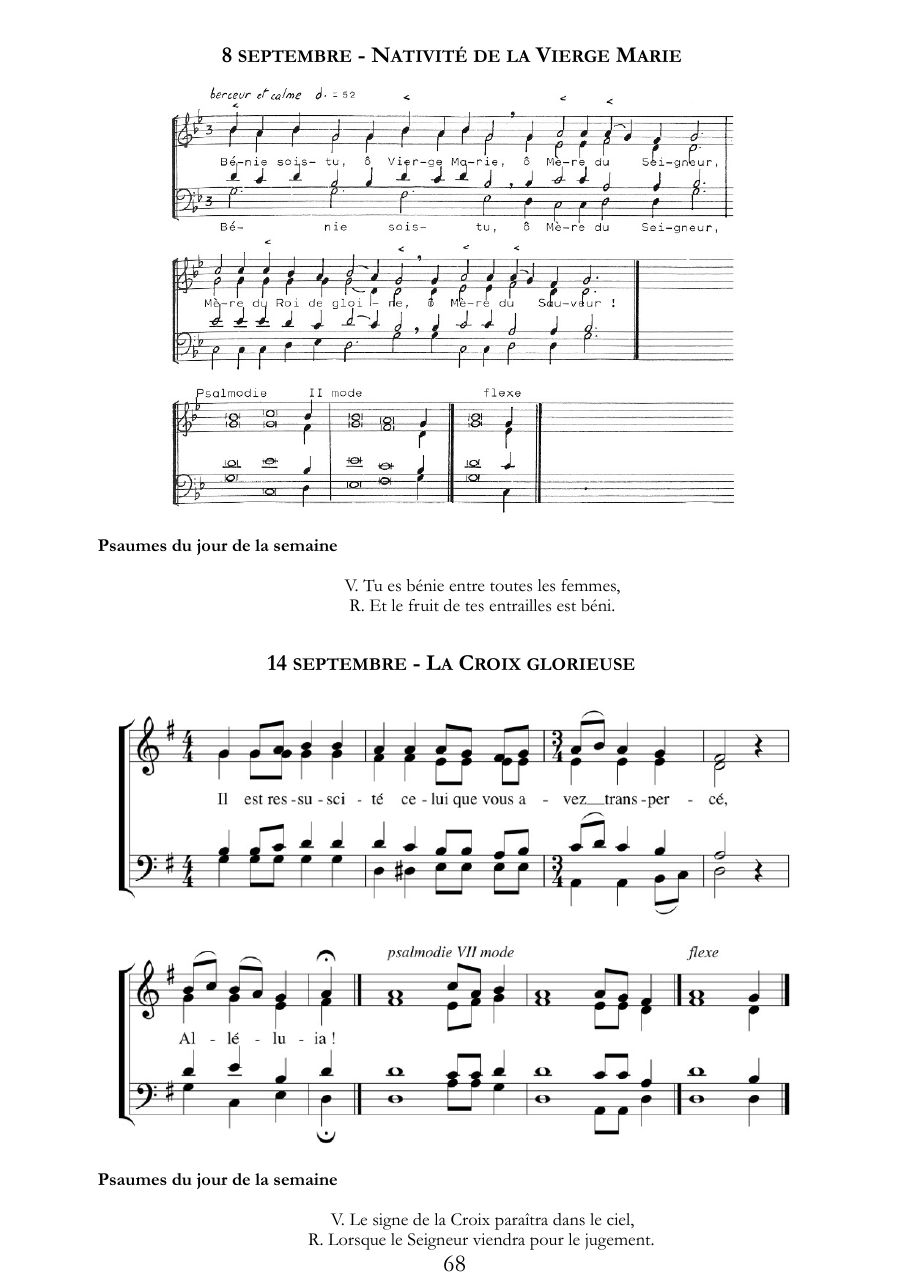 8 SEPTEMBRE - NATIVITÉ DE LA VIERGE MARIE
berceur et calme = 52
Bé-nie sois-tu, ô Vier-ge Ma-rie, ô Mè-re du Sei-gneur,
Bé- nie sois- tu, ô Mè-re du Sei-gneur,
Mè-re du Roi de gloi - re, ô Mè-re du Sau-veur !
Psalmodie II mode flexe
Psaumes du jour de la semaine
V. Tu es bénie entre toutes les femmes,
R. Et le fruit de tes entrailles est béni.
14 SEPTEMBRE - LA CROIX GLORIEUSE
Il est res - su - sci - té ce - lui que vous a - vez trans - per - cé,
psalmodie VII mode flexe
Al - lé - lu - ia !
Psaumes du jour de la semaine
V. Le signe de la Croix paraîtra dans le ciel,
R. Lorsque le Seigneur viendra pour le jugement.
68